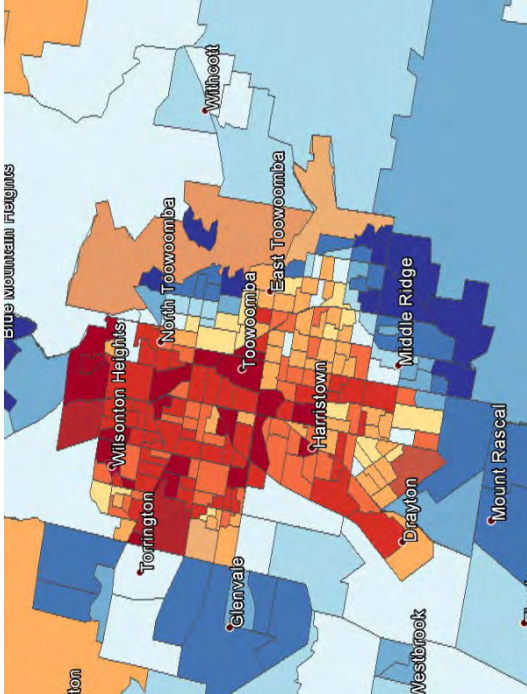 Blue Mountain Heights
ton
Wilsonton Heights
Torrington
North Toowoomba
Withcott
Glenvale
Toowoomba
East Toowoomba
Harristown
Drayton
Middle Ridge
Westbrook
Mount Rascal